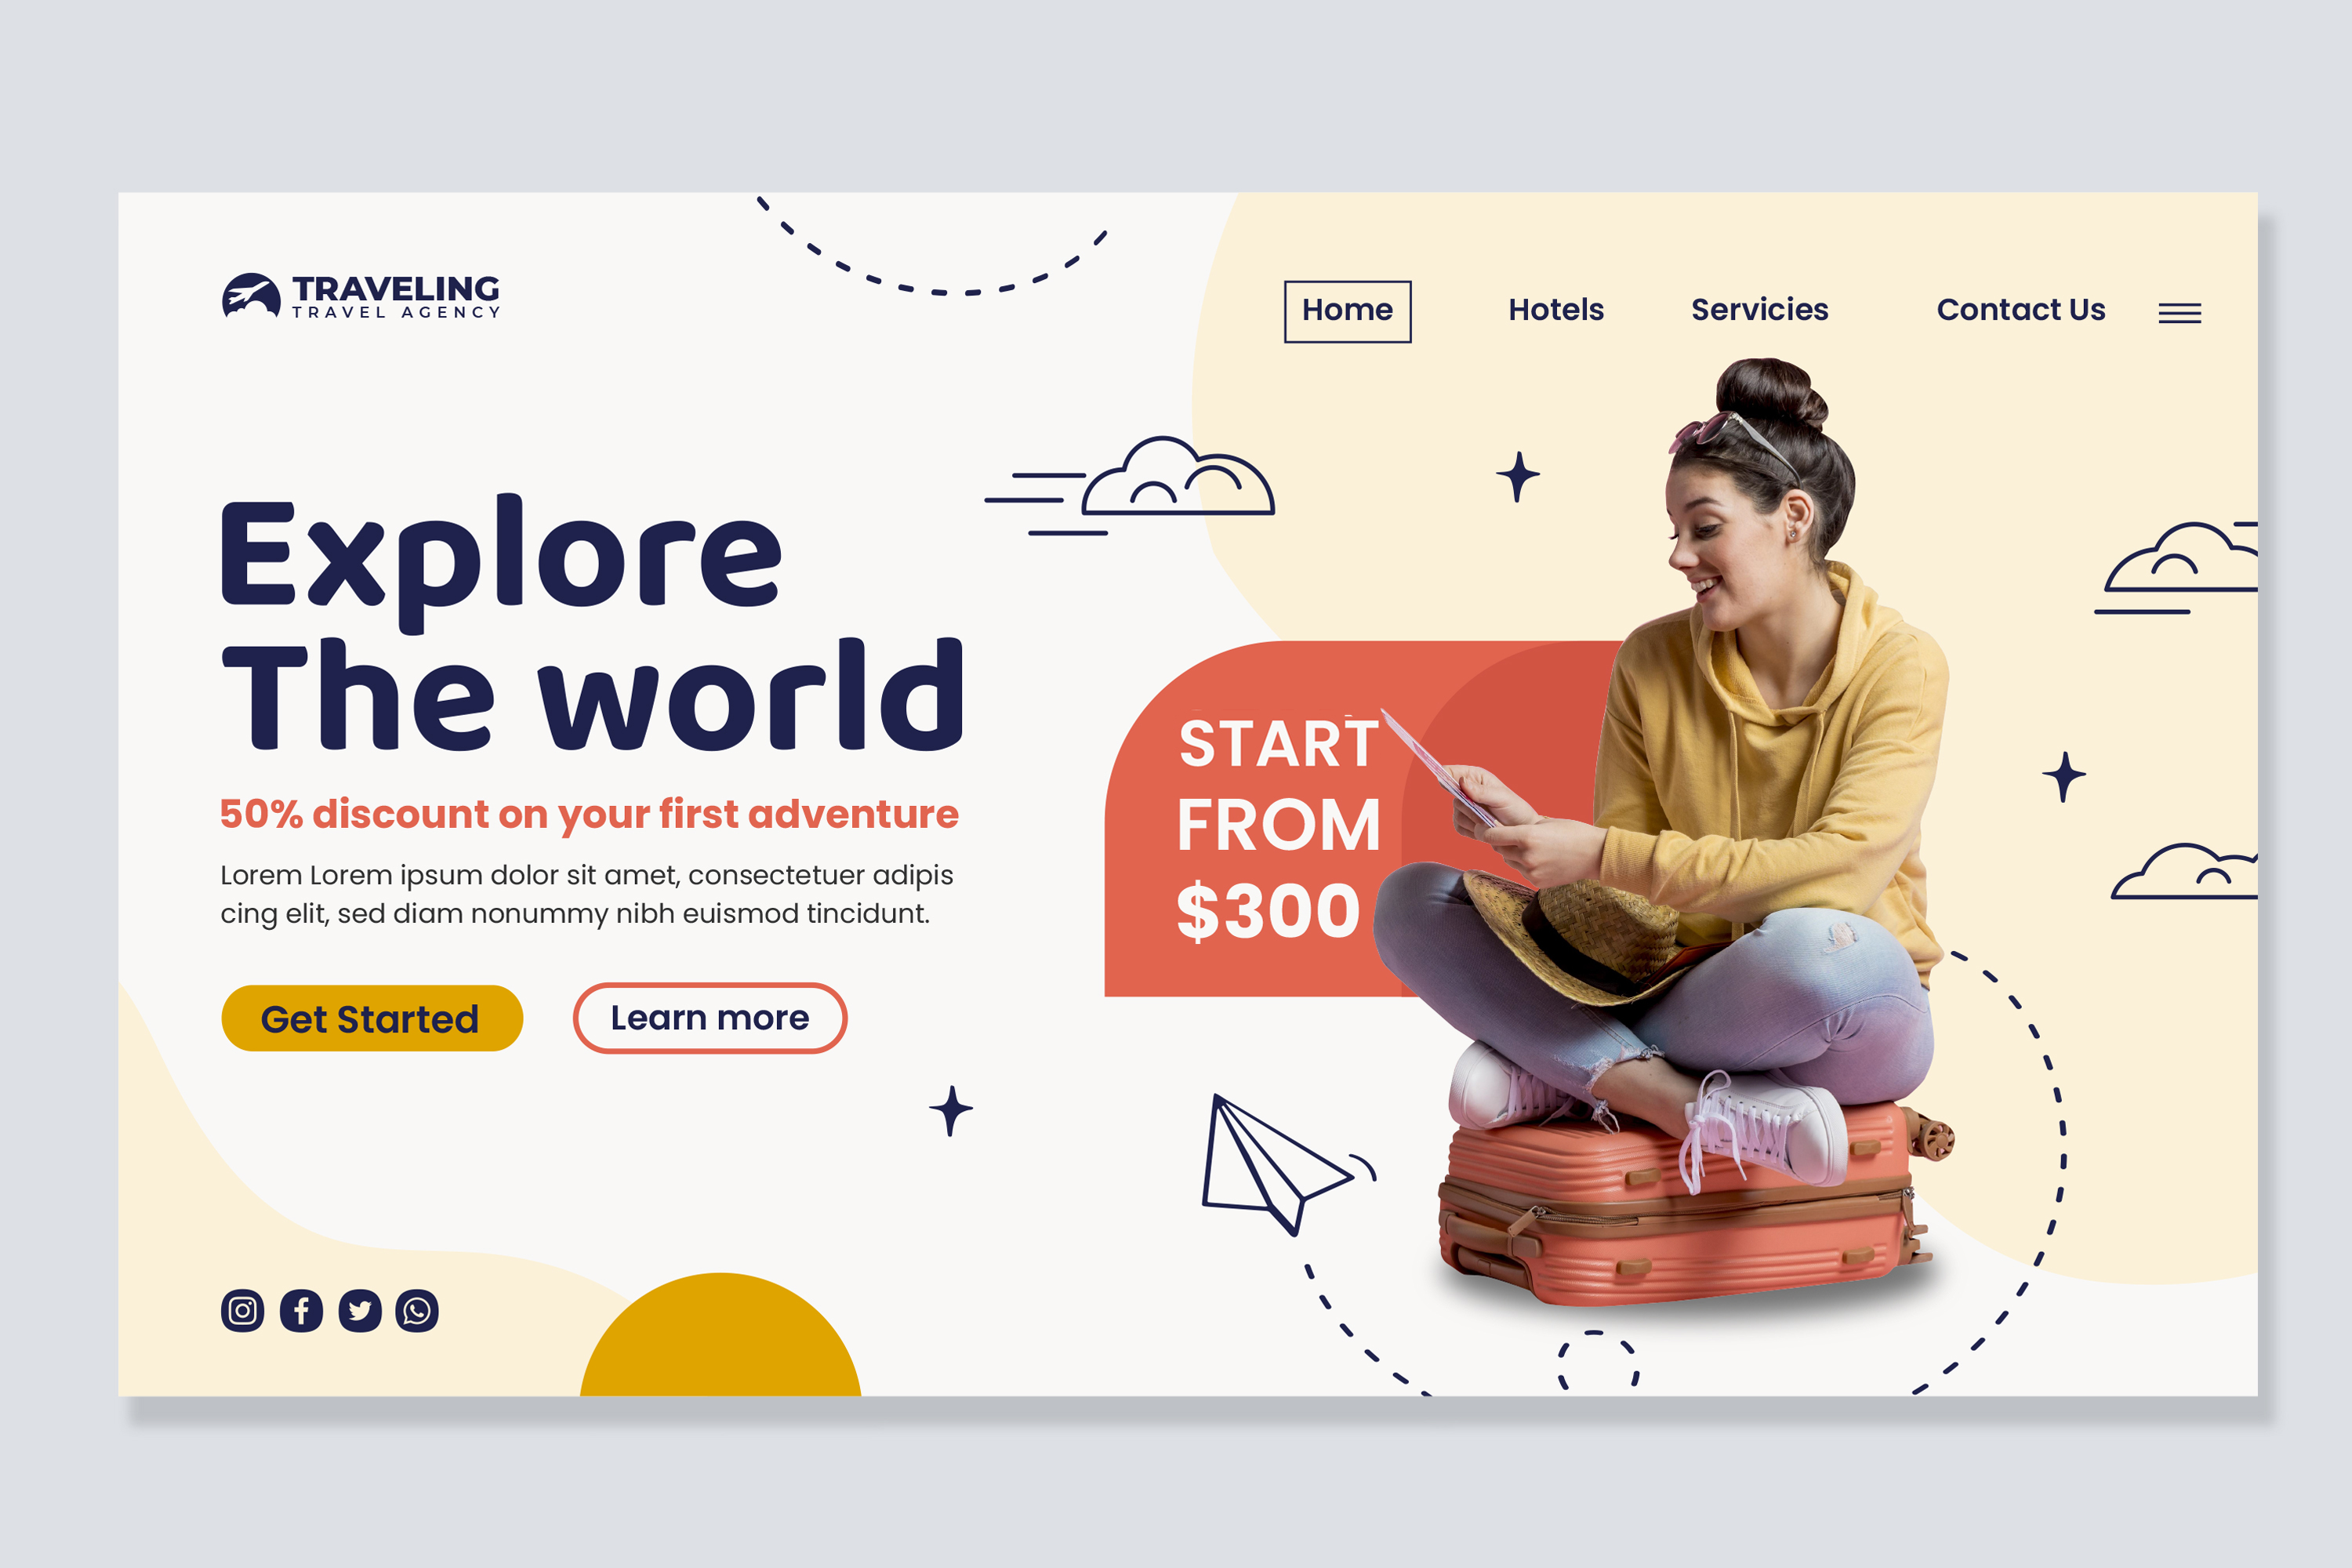 TRAVELING
TRAVEL AGENCY
Home
Hotels
Servicies
Contact Us
Explore
The world
50% discount on your first adventure
Lorem Lorem ipsum dolor sit amet, consectetuer adipis
cing elit, sed diam nonummy nibh euismod tincidunt.
Get Started
Learn more
START
FROM
$300